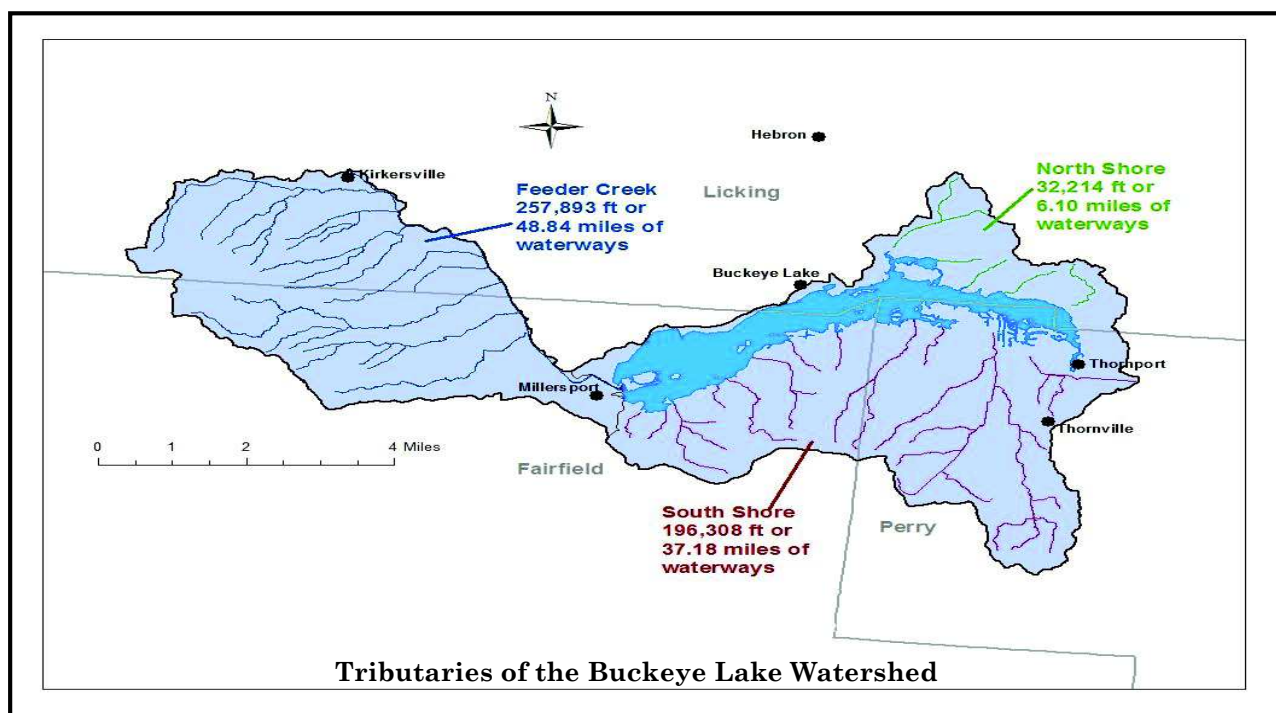 N
Hebron
Kirkersville
North Shore
32,214 ft or
6.10 miles of
waterways
Feeder Creek
257,893 ft or
48.84 miles of
waterways
Licking
Buckeye Lake
Thornport
Millersport
Thornville
0 1 2 4 Miles
Fairfield
South Shore
196,308 ft or
37.18 miles of
waterways
Perry
Tributaries of the Buckeye Lake Watershed